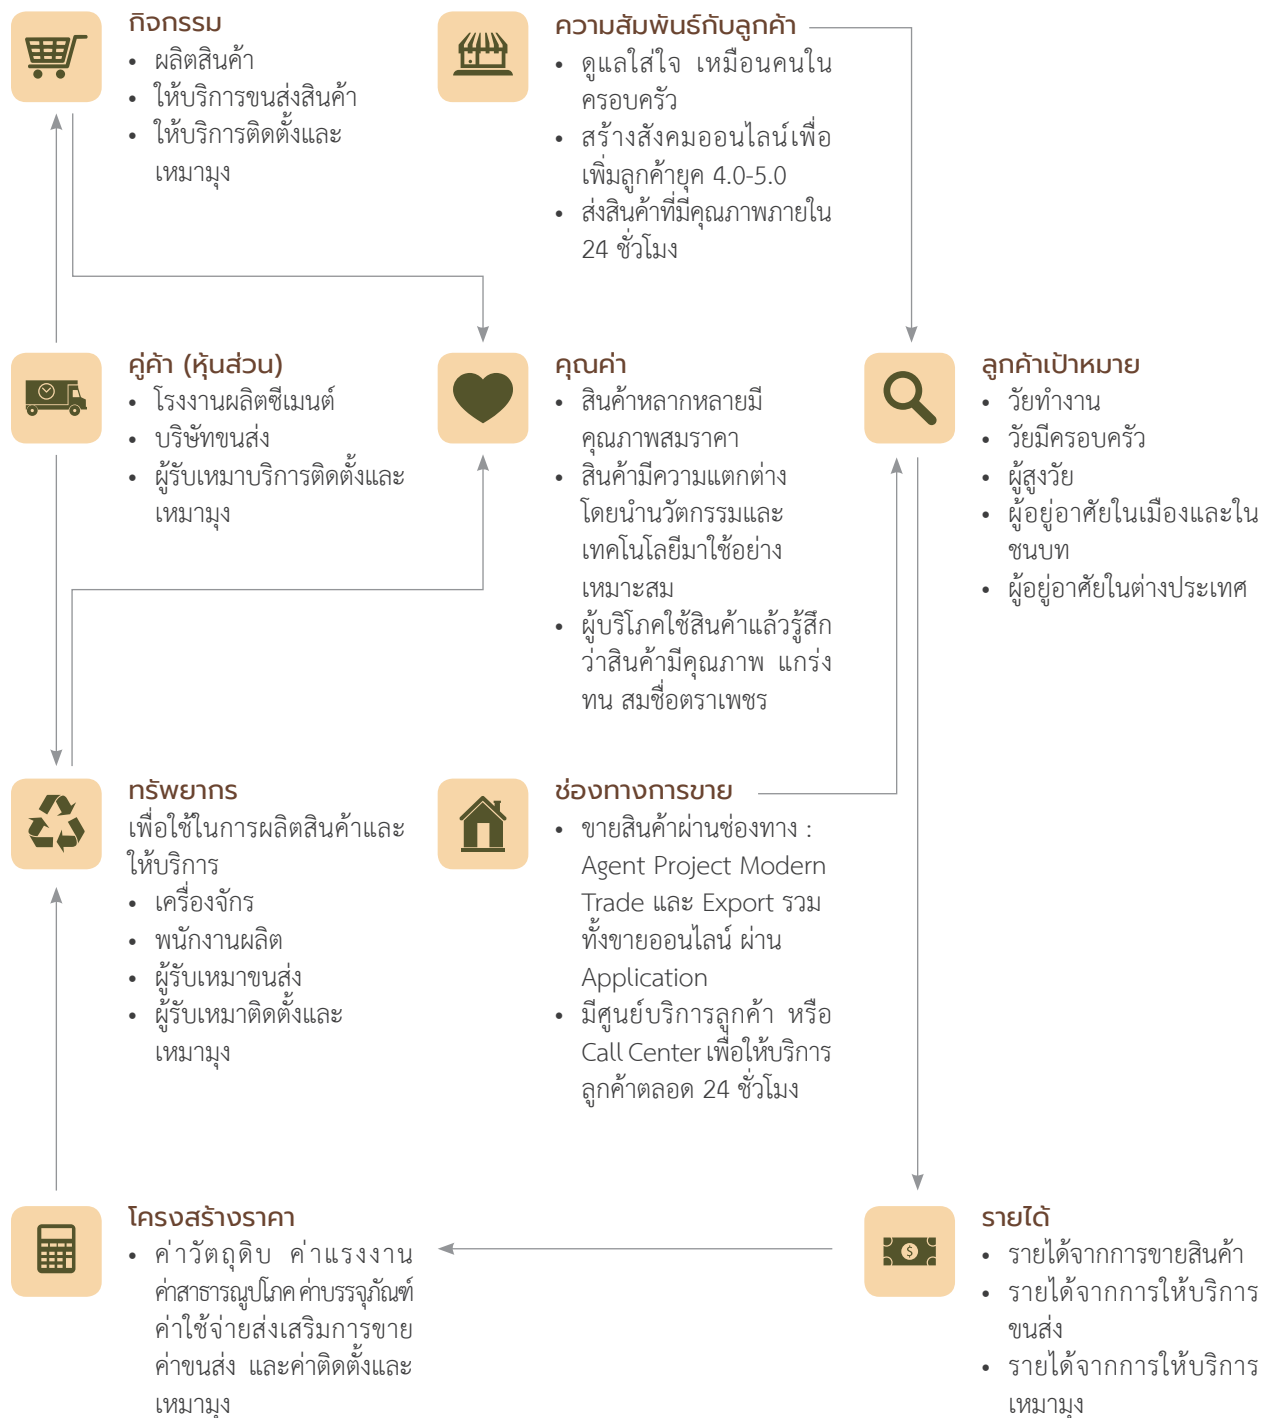 กิจกรรม
• ผลิตสินค้า
• ให้บริการขนส่งสินค้า
• ให้บริการติดตั้งและ
เหมามุง
ความสัมพันธ์กับลูกค้า
• ดูแลใส่ใจ เหมือนคนใน
ครอบครัว
• สร้างสังคมออนไลน์เพื่อ
เพิ่มลูกค้ายุค 4.0-5.0
• ส่งสินค้าที่มีคุณภาพภายใน
24 ชั่วโมง
คู่ค้า (หุ้นส่วน)
• โรงงานผลิตซีเมนต์
• บริษัทขนส่ง
• ผู้รับเหมาบริการติดตั้งและ
เหมามุง
คุณค่า
• สินค้าหลากหลายมี
คุณภาพสมราคา
• สินค้ามีความแตกต่าง
โดยนำนวัตกรรมและ
เทคโนโลยีมาใช้อย่าง
เหมาะสม
• ผู้บริโภคใช้สินค้าแล้วรู้สึก
ว่าสินค้ามีคุณภาพ แกร่ง
ทน สมชื่อตราเพชร
ลูกค้าเป้าหมาย
• วัยทำงาน
• วัยมีครอบครัว
• ผู้สูงวัย
• ผู้อยู่อาศัยในเมืองและใน
ชนบท
• ผู้อยู่อาศัยในต่างประเทศ
ทรัพยากร
เพื่อใช้ในการผลิตสินค้าและ
ให้บริการ
• เครื่องจักร
• พนักงานผลิต
• ผู้รับเหมาขนส่ง
• ผู้รับเหมาติดตั้งและ
เหมามุง
ช่องทางการขาย
• ขายสินค้าผ่านช่องทาง :
Agent Project Modern
Trade และ Export รวม
ทั้งขายออนไลน์ ผ่าน
Application
• มีศูนย์บริการลูกค้า หรือ
Call Center เพื่อให้บริการ
ลูกค้าตลอด 24 ชั่วโมง
โครงสร้างราคา
• ค่าวัตถุดิบ ค่าแรงงาน
ค่าสาธารณูปโภค ค่าบรรจุภัณฑ์
ค่าใช้จ่ายส่งเสริมการขาย
ค่าขนส่ง และค่าติดตั้งและ
เหมามุง
รายได้
• รายได้จากการขายสินค้า
• รายได้จากการให้บริการ
ขนส่ง
• รายได้จากการให้บริการ
เหมามุง